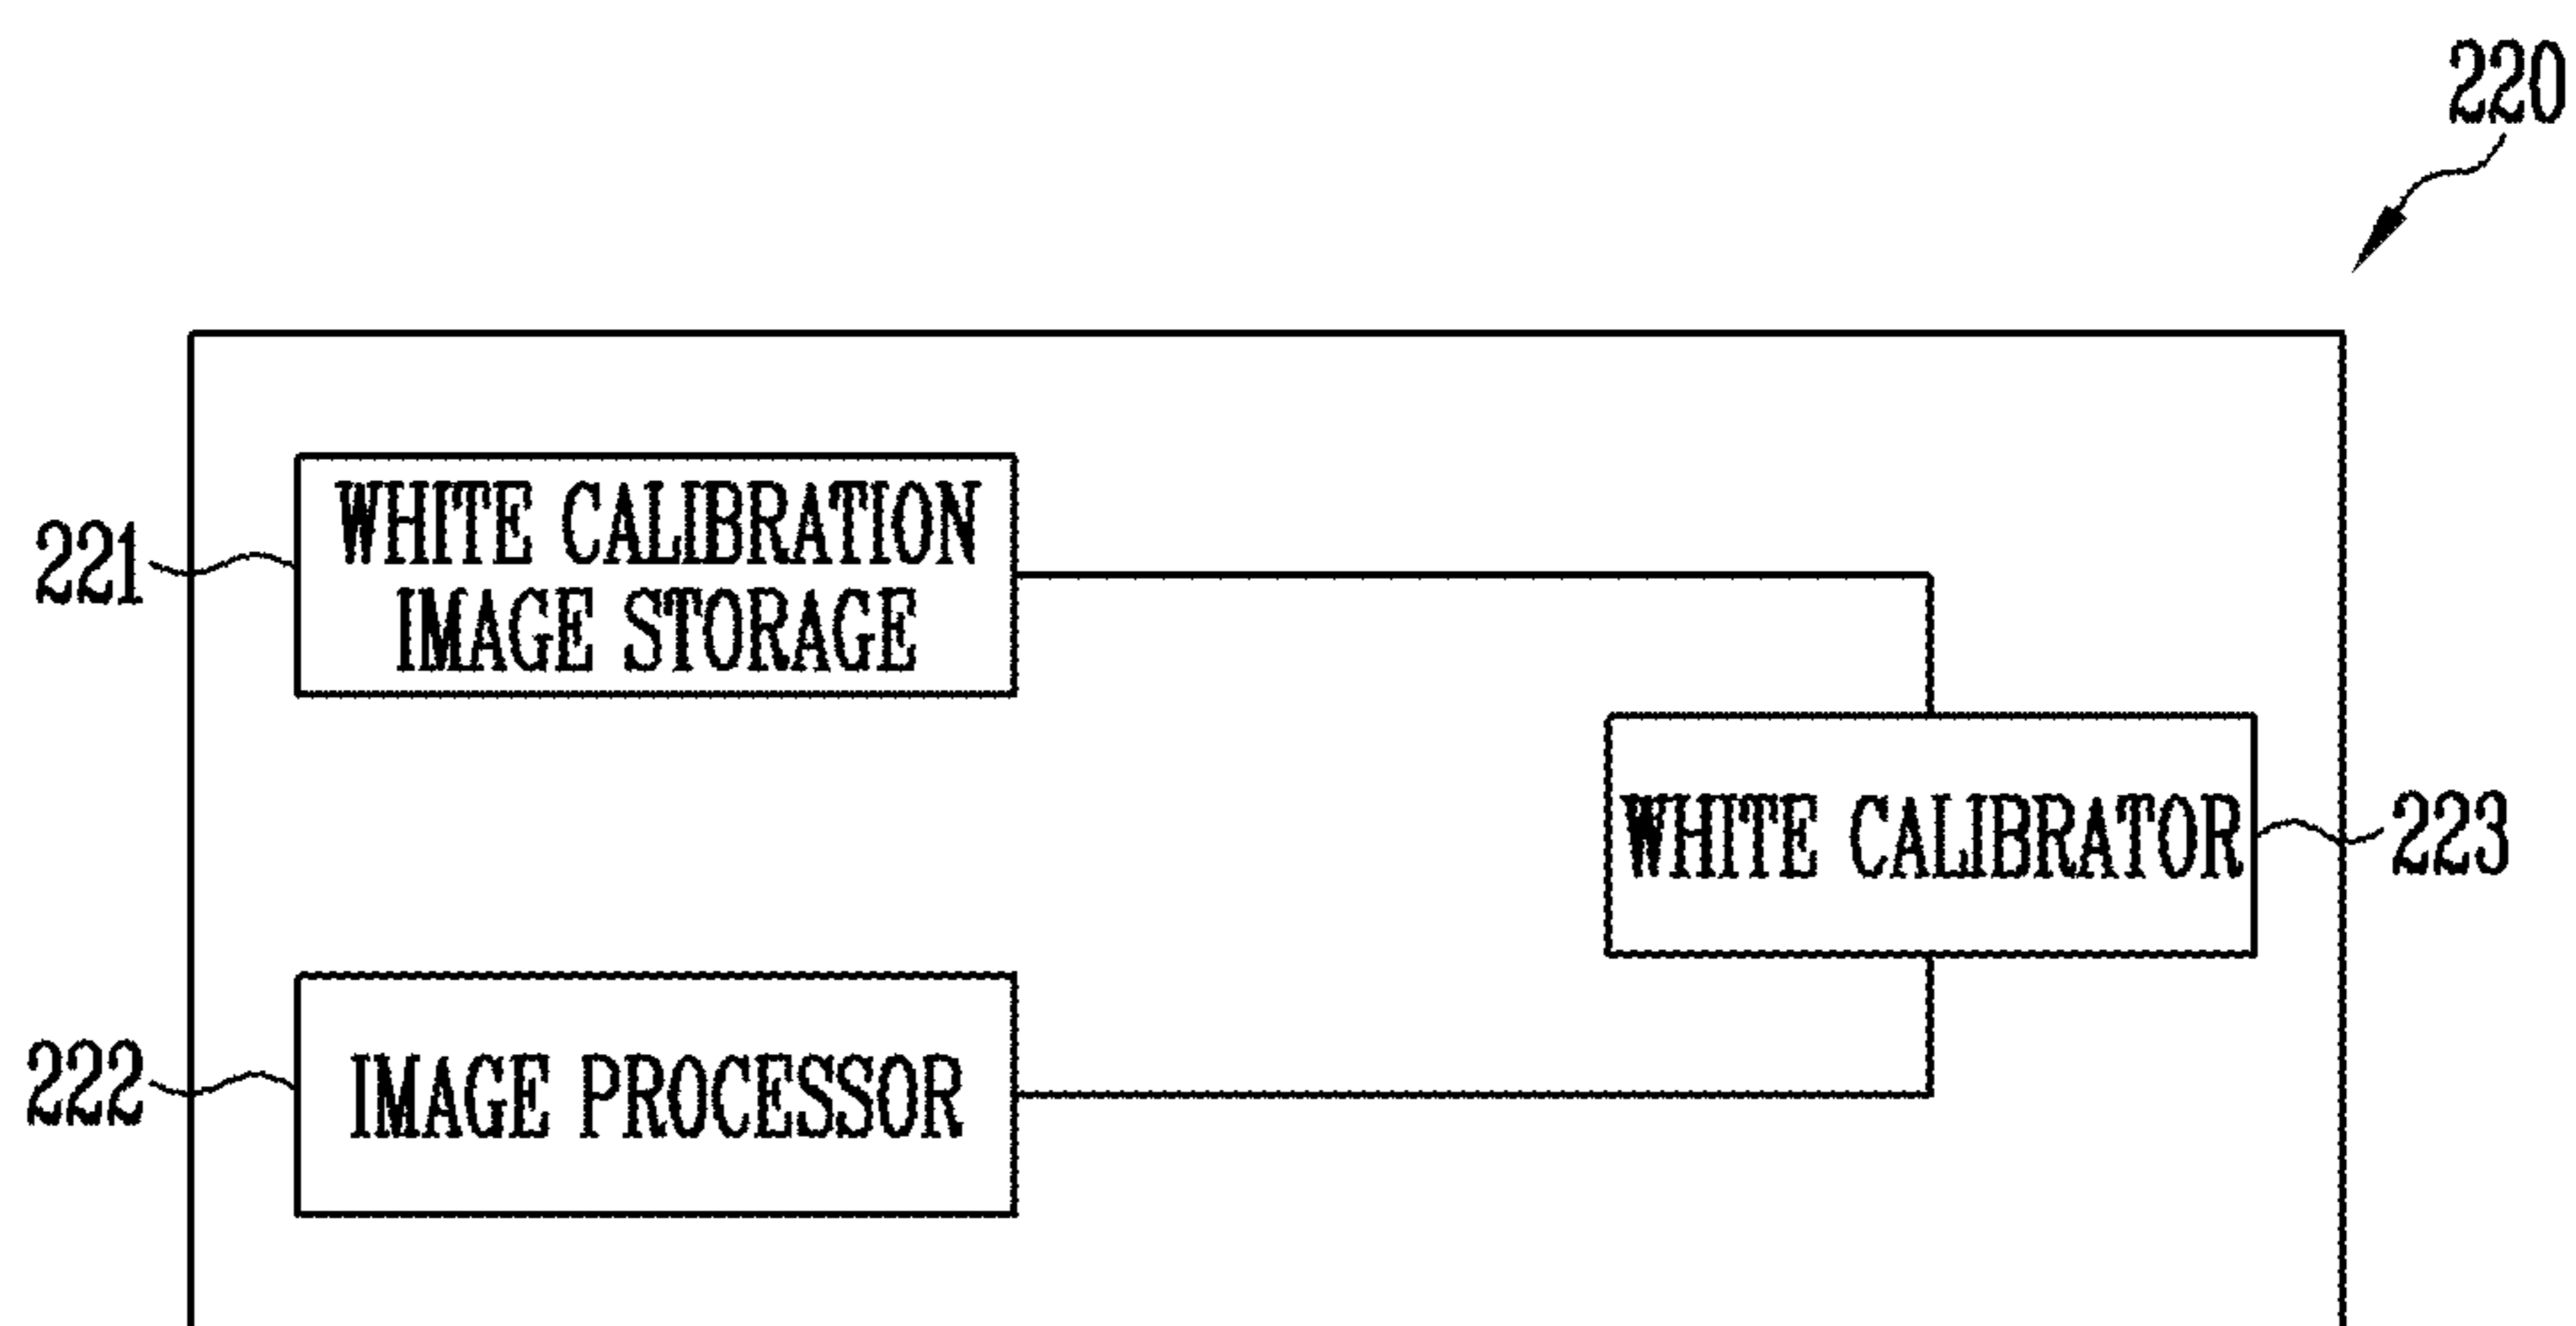 220
221
WHITE CALIBRATION
IMAGE STORAGE
WHITE CALIBRATOR
223
222
IMAGE PROCESSOR